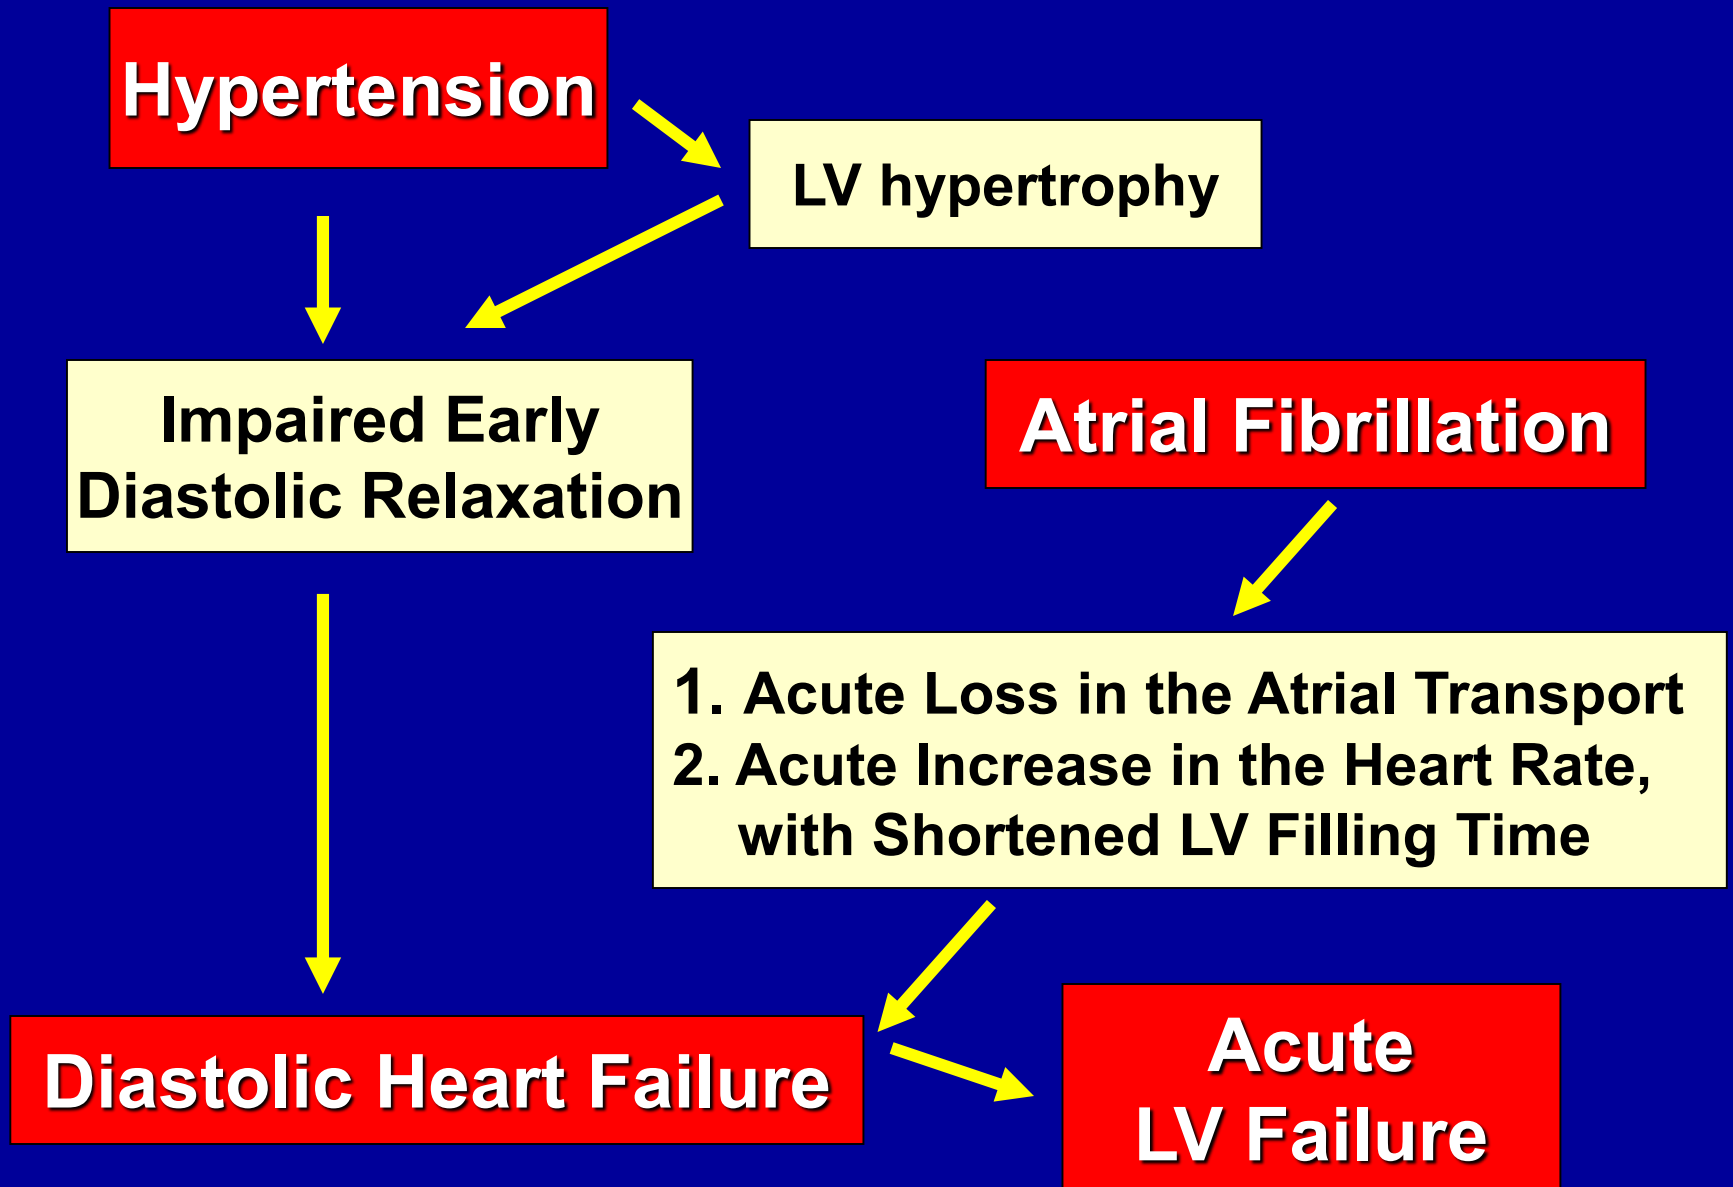 Hypertension
LV hypertrophy
Impaired Early
Diastolic Relaxation
Atrial Fibrillation
1. Acute Loss in the Atrial Transport
2. Acute Increase in the Heart Rate,
with Shortened LV Filling Time
Diastolic Heart Failure
Acute
LV Failure